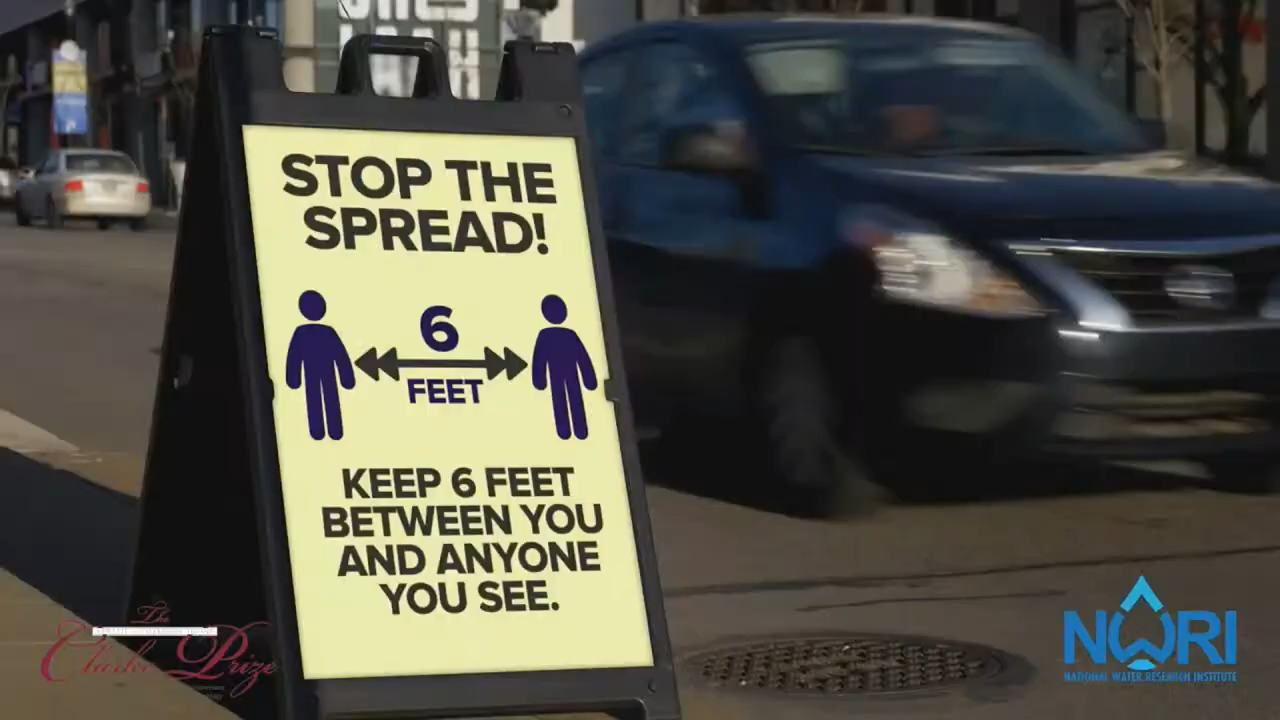 STOP THE
SPREAD!
6
FEET
KEEP 6 FEET
BETWEEN YOU
AND ANYONE
YOU SEE.
The
Clarke Prize
NWRI
NATIONAL WATER RESEARCH INSTITUTE